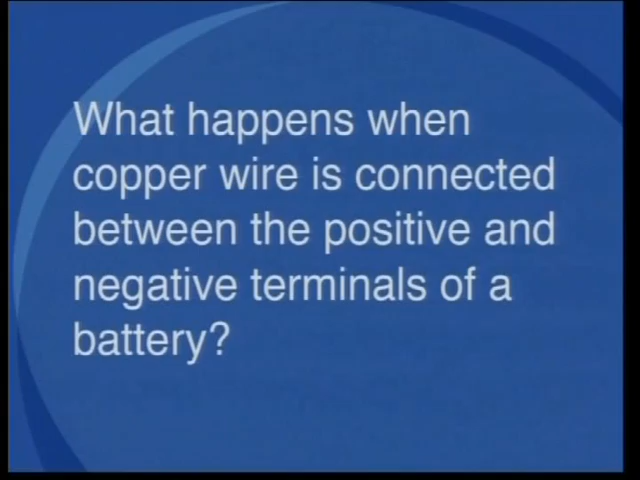 What happens when
copper wire is connected
between the positive and
negative terminals of a
battery?